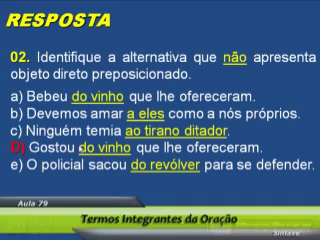 RESPOSTA
02. Identifique a alternativa que não apresenta
objeto direto preposicionado.
a) Bebeu do vinho que lhe ofereceram.
b) Devemos amar a eles como a nós próprios.
c) Ninguém temia ao tirano ditador.
D) Gostou do vinho que lhe ofereceram.
e) O policial sacou do revólver para se defender.
Aula 79
Termos Integrantes da Oração
Sintaxe